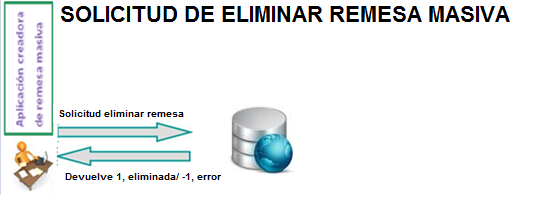 SOLICITUD DE ELIMINAR REMESA MASIVA
Aplicación creadora
de remesa masiva
Solicitud eliminar remesa
Devuelve 1, eliminada/ -1, error